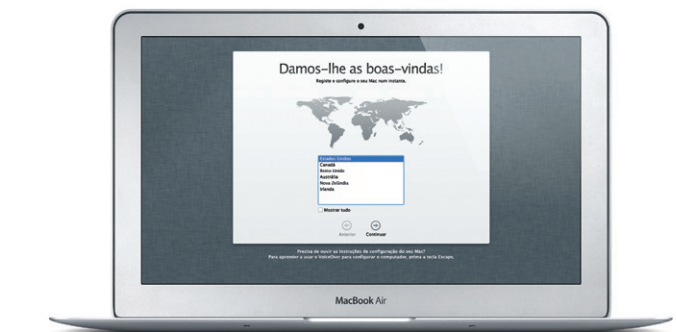 Damos-lhe as boas-vindas!
Registe e configure o seu Mac num instante.
Estados Unidos
Canadá
Reino Unido
Austrália
Nova Zelândia
Irlanda
Mostrar tudo
Anterior Continuar
Precisa de ouvir as instruções de configuração do seu Mac?
Para aprender a usar o VoiceOver para configurar o computador, prima a tecla Escape.
MacBook Air